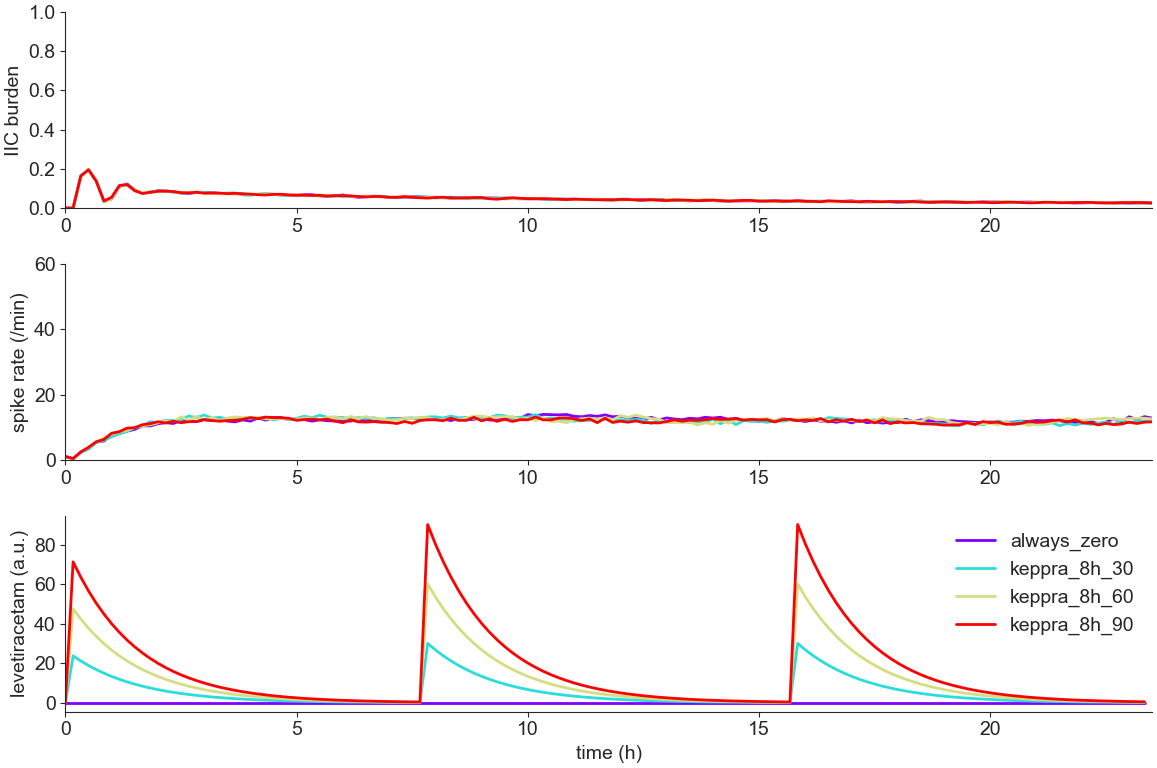 IIC burden
1.0
0.8
0.6
0.4
0.2
0.0
0 5 10 15 20
spike rate (/min)
60
40
20
0
0 5 10 15 20
levetiracetam (a.u.)
80
60
40
20
0
always_zero
keppra_8h_30
keppra_8h_60
keppra_8h_90
0 5 10 15 20
time (h)